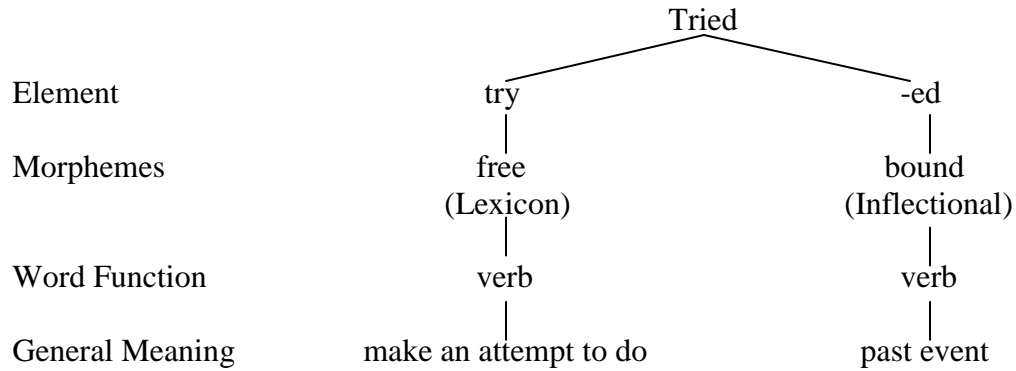 Tried
Element try -ed
Morphemes free bound
(Lexicon) (Inflectional)
Word Function verb verb
General Meaning make an attempt to do past event